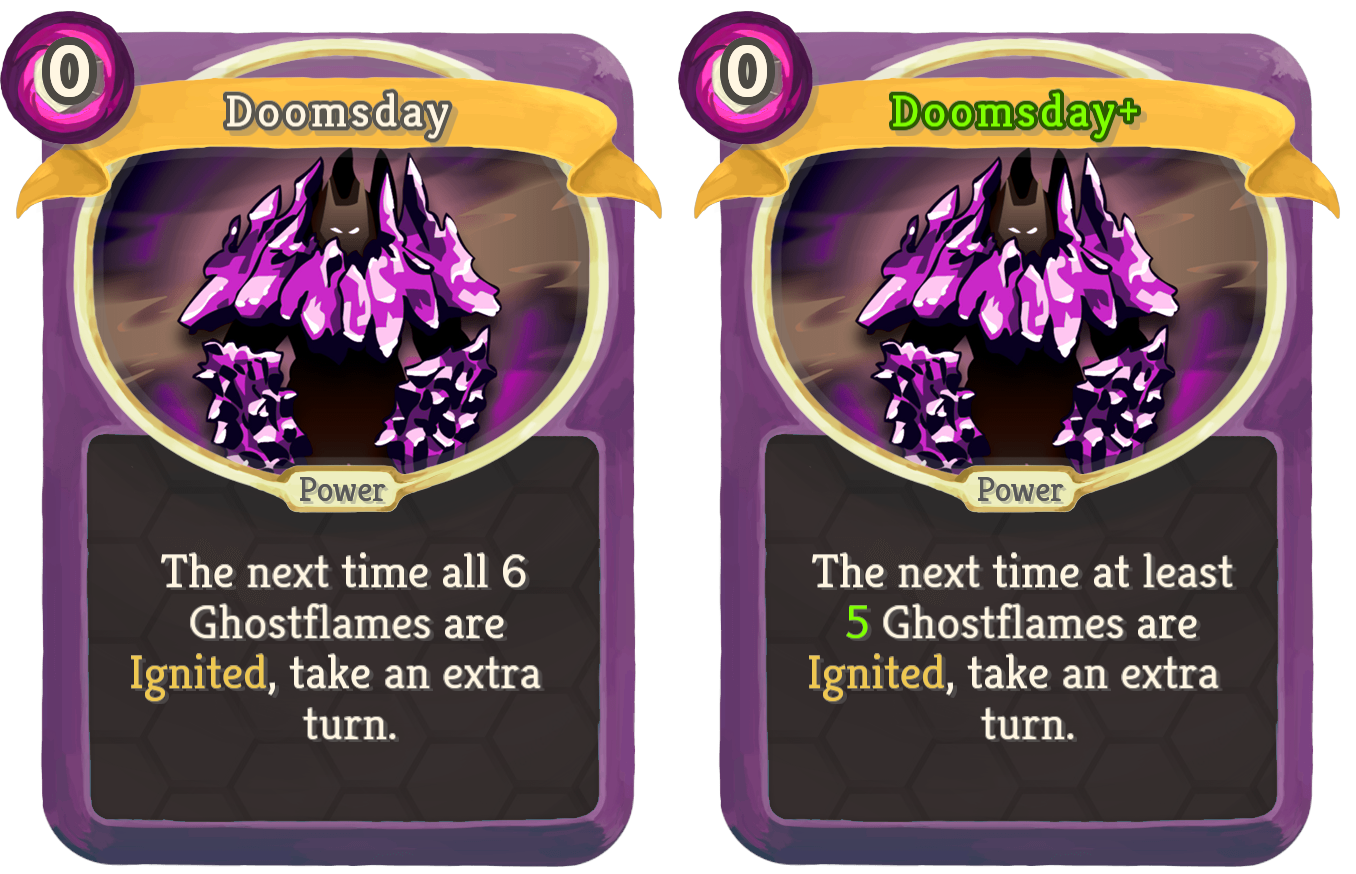 0
Doomsday
Power
The next time all 6
Ghostflames are
Ignited, take an extra
turn.
0
Doomsday+
Power
The next time at least
5 Ghostflames are
Ignited, take an extra
turn.